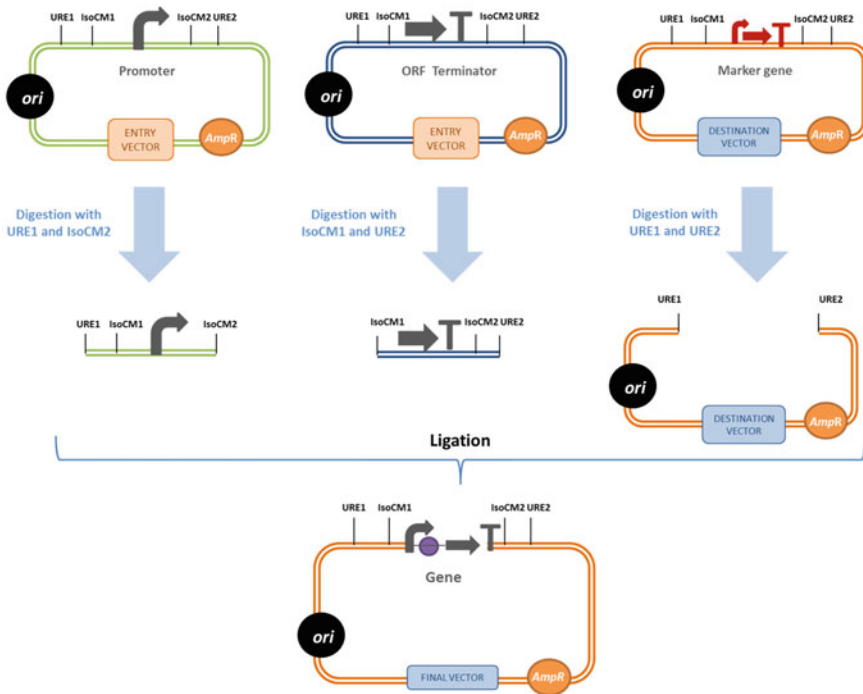 URE1 IsoCM1 IsoCM2 URE2
Promoter
ori
ENTRY
VECTOR
AmpR
URE1 IsoCM1 IsoCM2 URE2
ORF Terminator
ori
ENTRY
VECTOR
AmpR
URE1 IsoCM1 IsoCM2 URE2
Marker gene
ori
DESTINATION
VECTOR
AmpR
Digestion with
URE1 and IsoCM2
Digestion with
IsoCM1 and URE2
Digestion with
URE1 and URE2
URE1 IsoCM1 IsoCM2
IsoCM1 IsoCM2 URE2
URE1 URE2
ori
DESTINATION
VECTOR
AmpR
Ligation
URE1 IsoCM1 IsoCM2 URE2
Gene
ori
FINAL VECTOR
AmpR